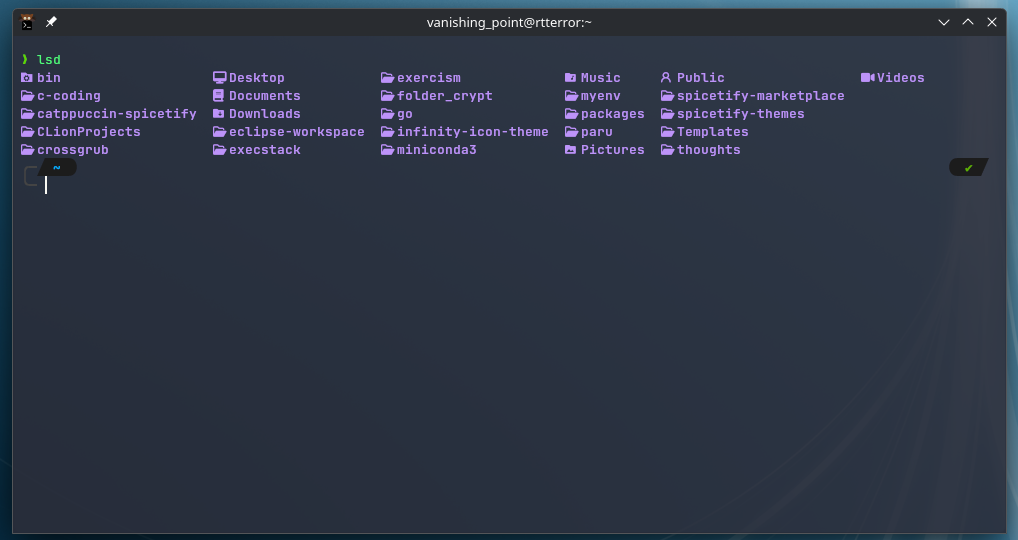 vanishing_point@rtterror:~
❯ lsd
bin Desktop exercism Music Public Videos
c-coding Documents folder_crypt myenv spicetify-marketplace
catppuccin-spicetify Downloads go packages spicetify-themes
CLionProjects eclipse-workspace infinity-icon-theme paru Templates
crossgrub execstack miniconda3 Pictures thoughts
~ ✔